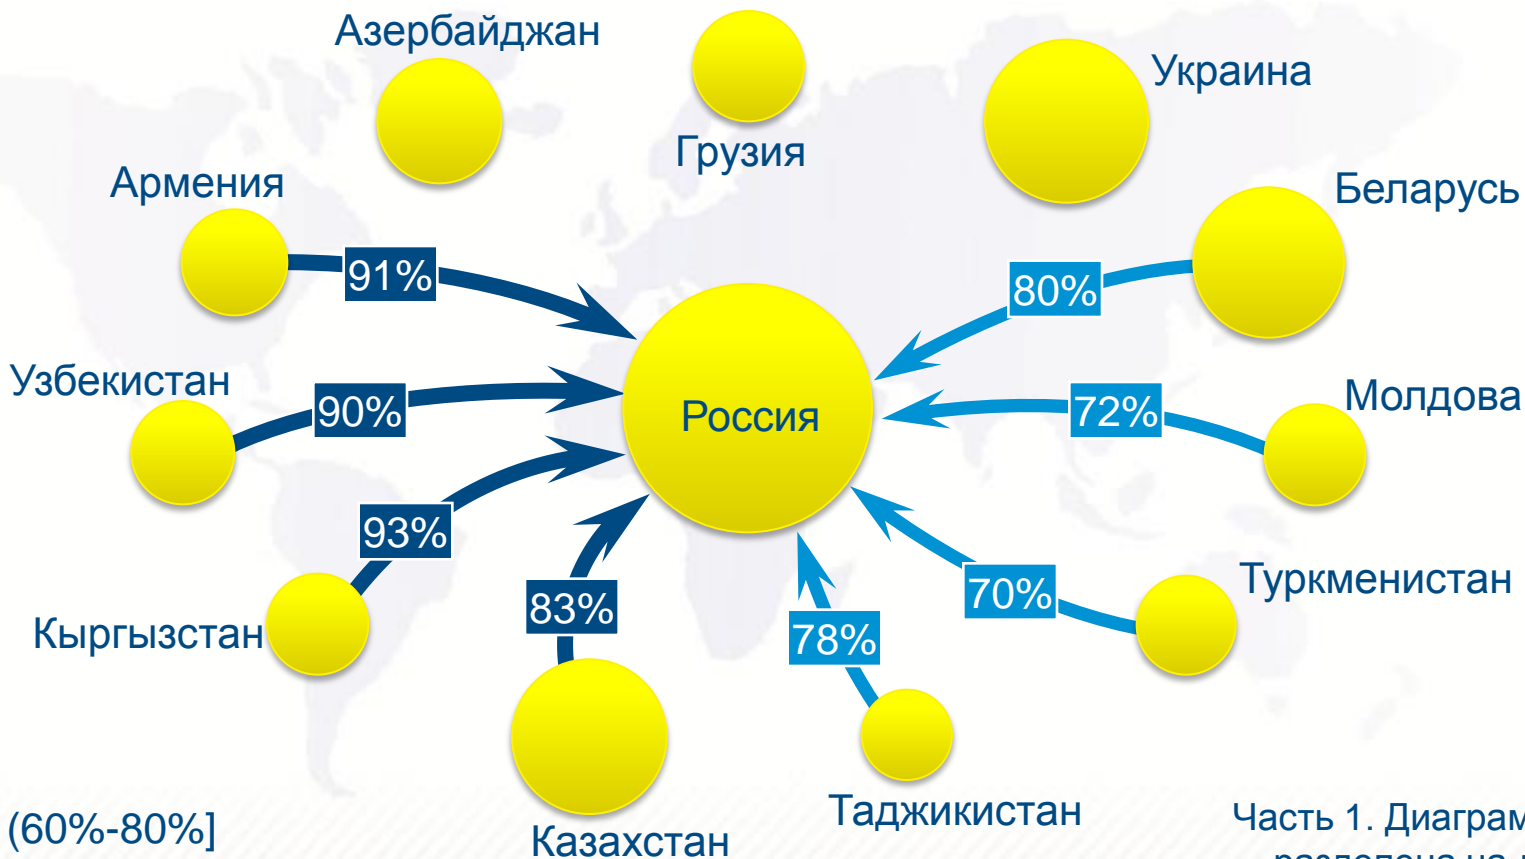 Азербайджан
Грузия
Украина
Армения
Беларусь
91%
80%
Узбекистан
90%
Россия
72%
Молдова
93%
83%
78%
70%
Туркменистан
Кыргызстан
Таджикистан
Казахстан
(60%-80%]
Часть 1. Диаграм